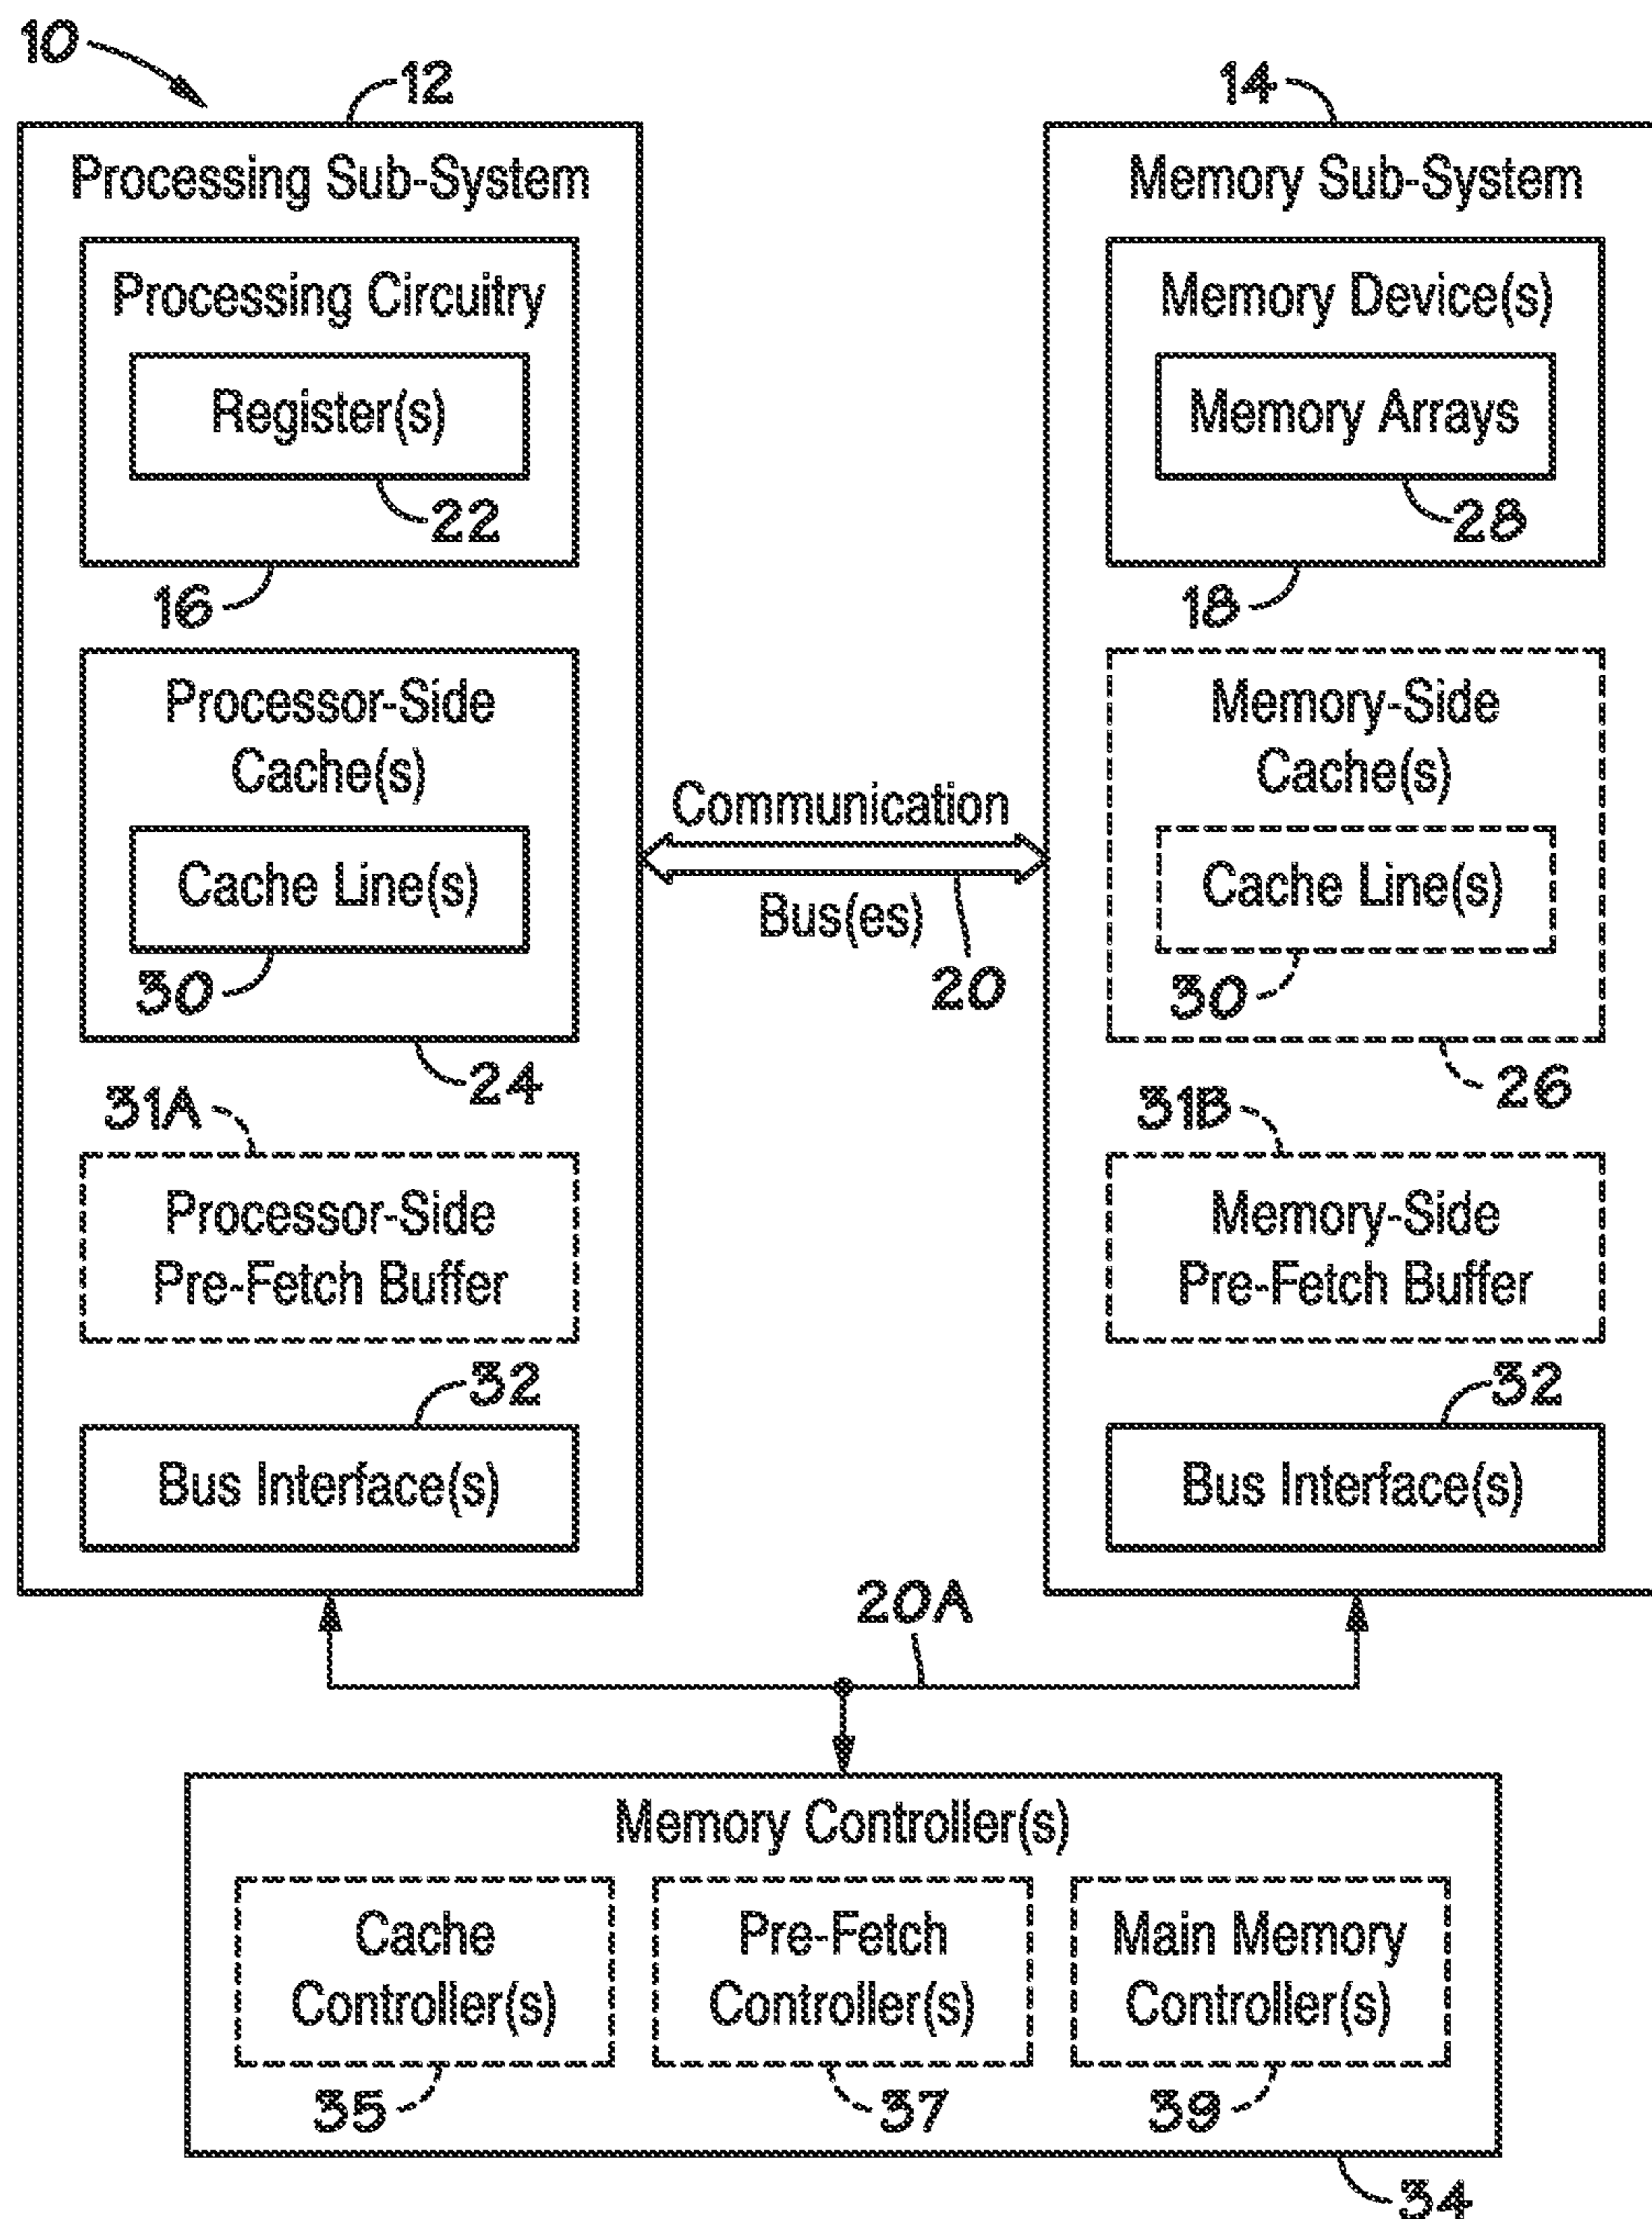 10
12
Processing Sub-System
Processing Circuitry
Register(s)
22
16
Processor-Side
Cache(s)
Cache Line(s)
30
24
31A
Processor-Side
Pre-Fetch Buffer
32
Bus Interface(s)
Communication
Bus(es)
20
14
Memory Sub-System
Memory Device(s)
Memory Arrays
28
18
Memory-Side
Cache(s)
Cache Line(s)
30
26
31B
Memory-Side
Pre-Fetch Buffer
32
Bus Interface(s)
20A
Memory Controller(s)
Cache
Controller(s)
35
Pre-Fetch
Controller(s)
37
Main Memory
Controller(s)
39
34